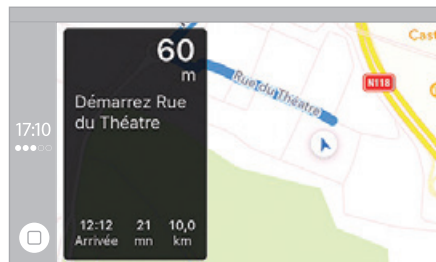 60
m
Démarrez Rue
du Théatre
17:10
12:12 21 10,0
Arrivée mn km
Rue du Théatre
N118
Cast